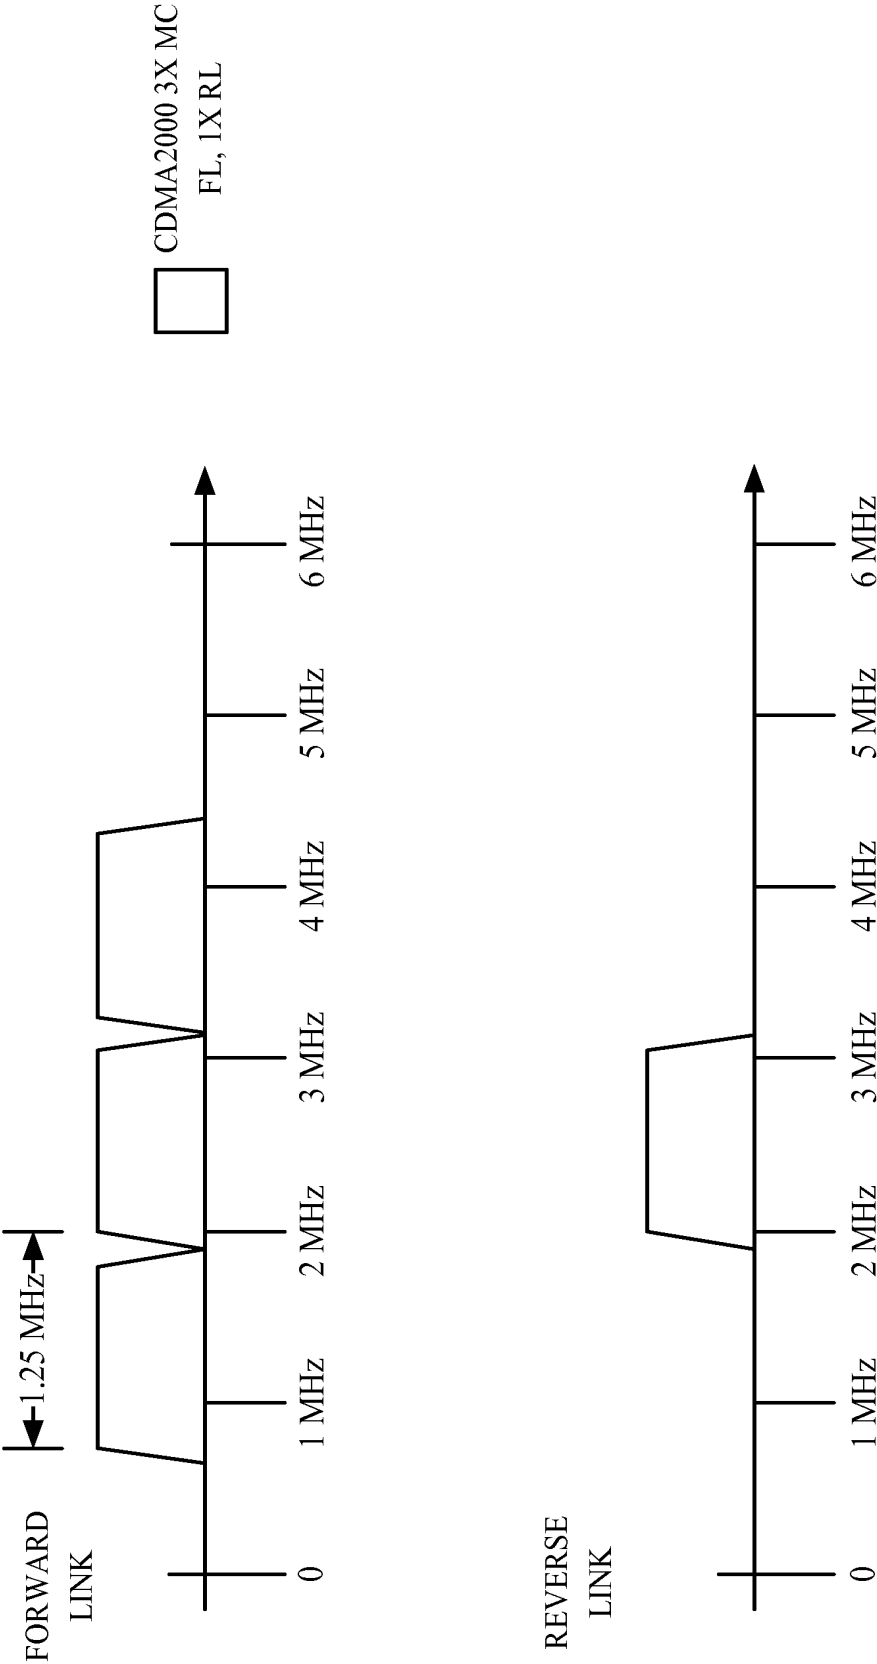 FORWARD
LINK
1.25 MHz
0
1 MHz
2 MHz
3 MHz
4 MHz
5 MHz
6 MHz
CDMA2000 3X MC
FL, 1X RL
REVERSE
LINK
0
1 MHz
2 MHz
3 MHz
4 MHz
5 MHz
6 MHz